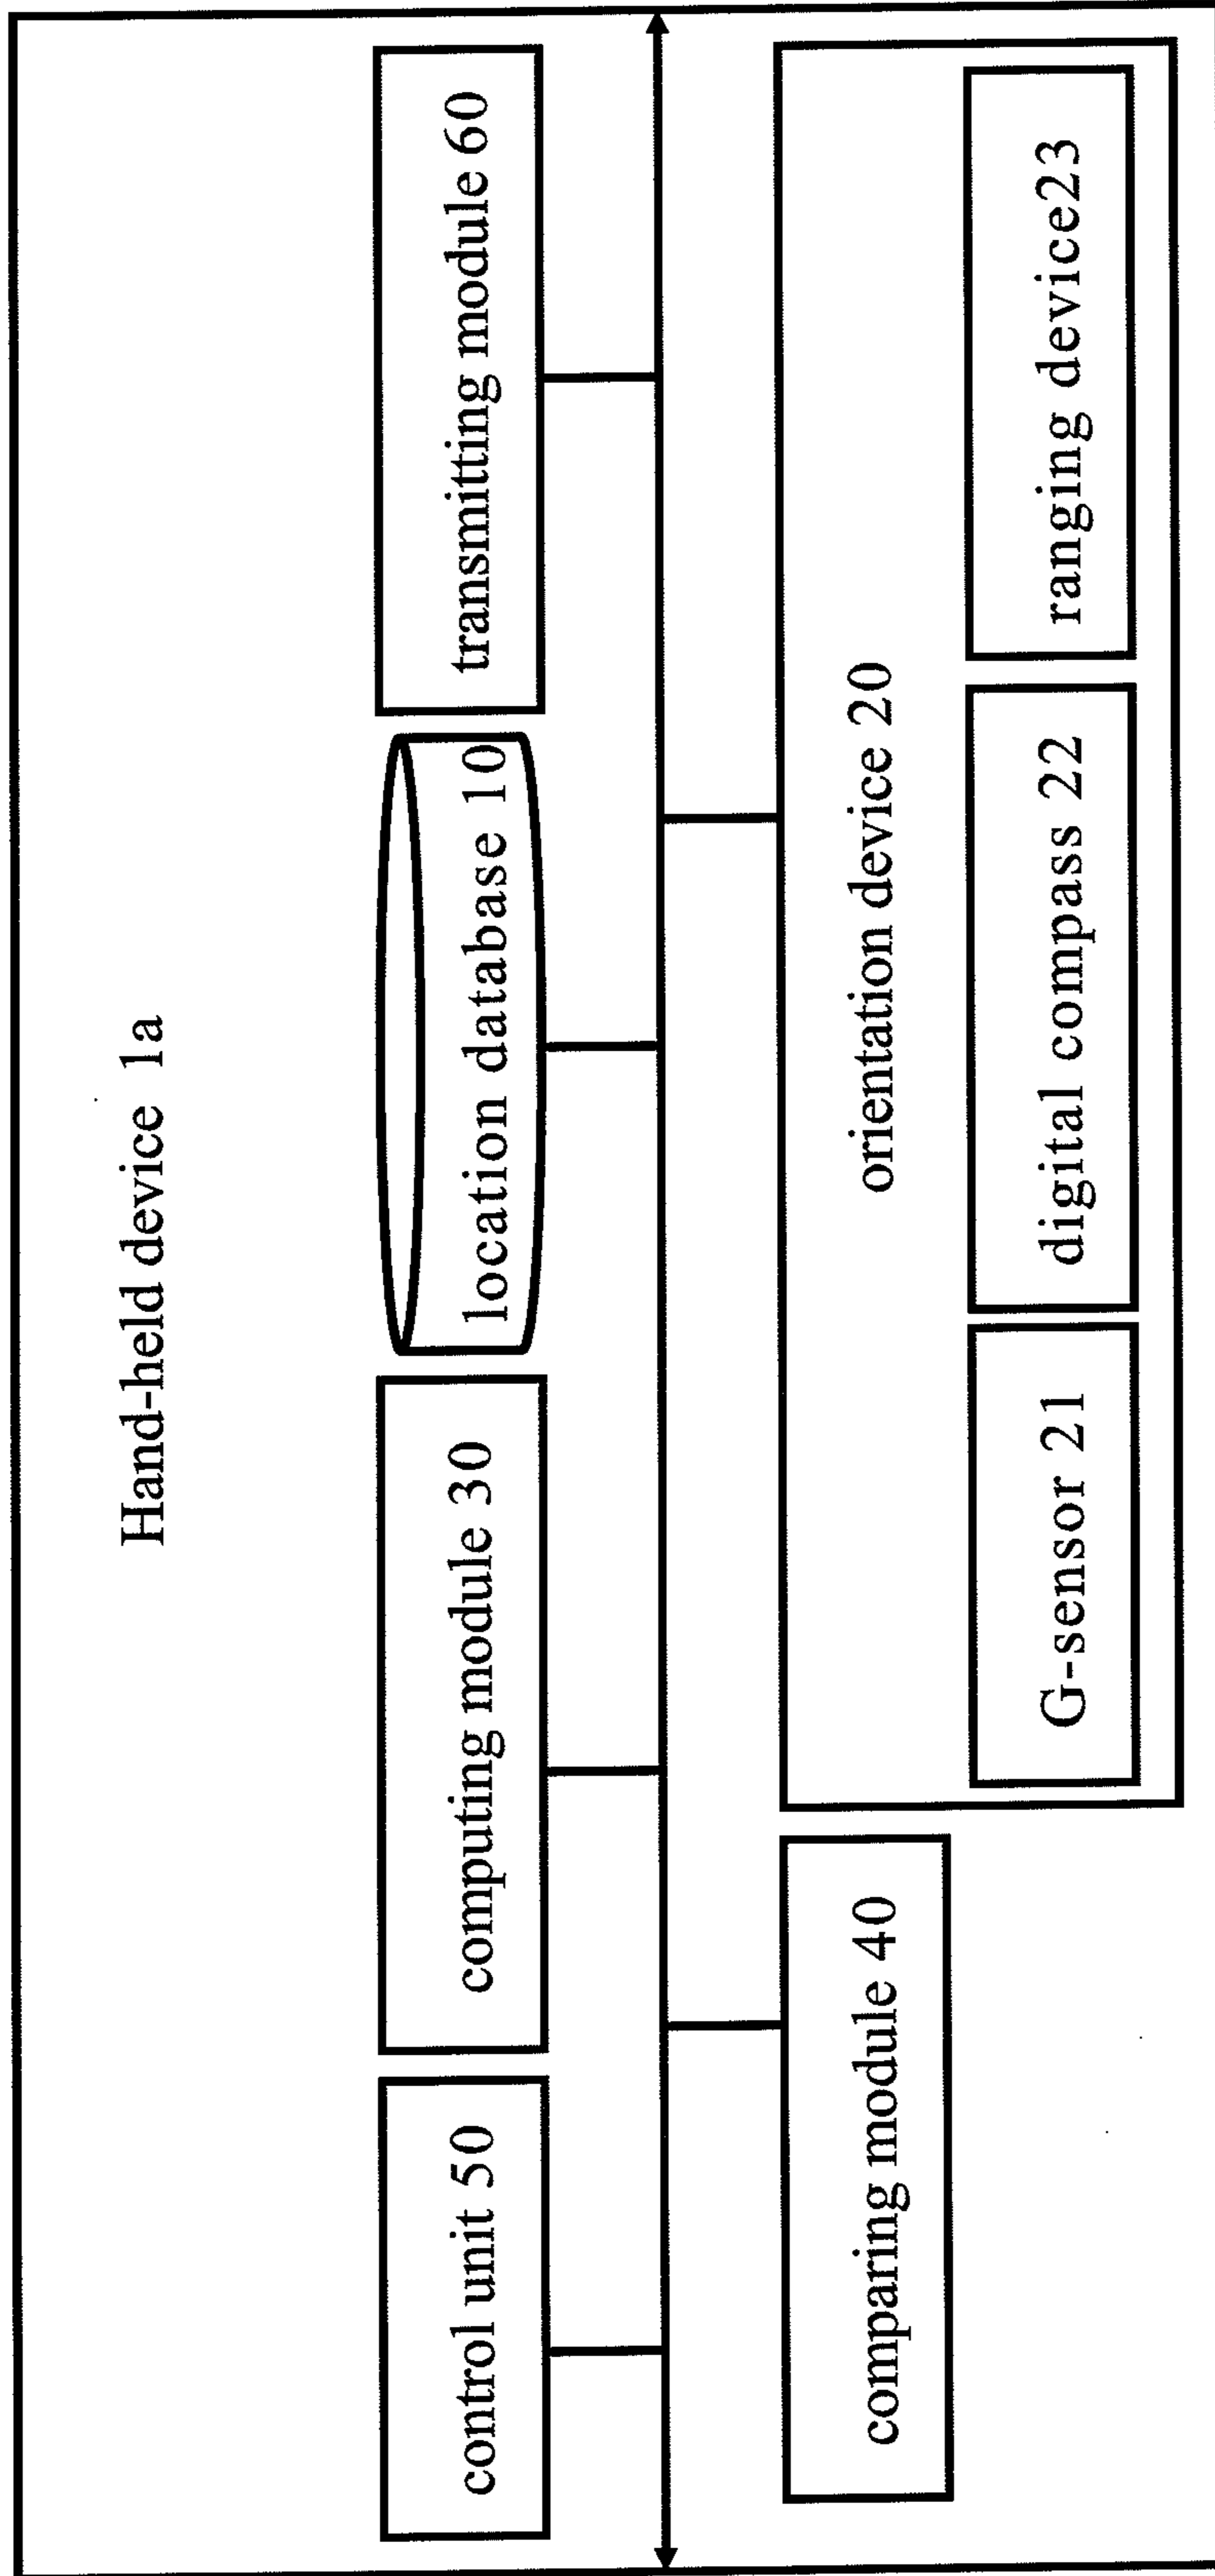 Hand-held device 1a
control unit 50
computing module 30
location database 10
transmitting module 60
comparing module 40
orientation device 20
G-sensor 21
digital compass 22
ranging device23